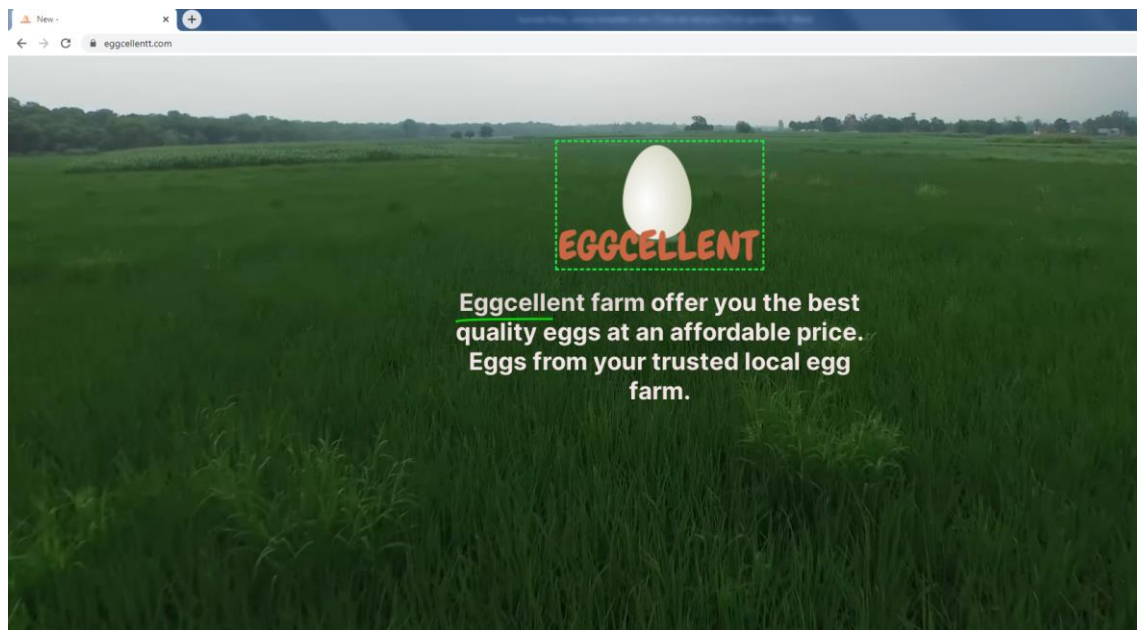 New -
eggcellentt.com
EGGCELLENT
Eggcellent farm offer you the best
quality eggs at an affordable price.
Eggs from your trusted local egg
farm.